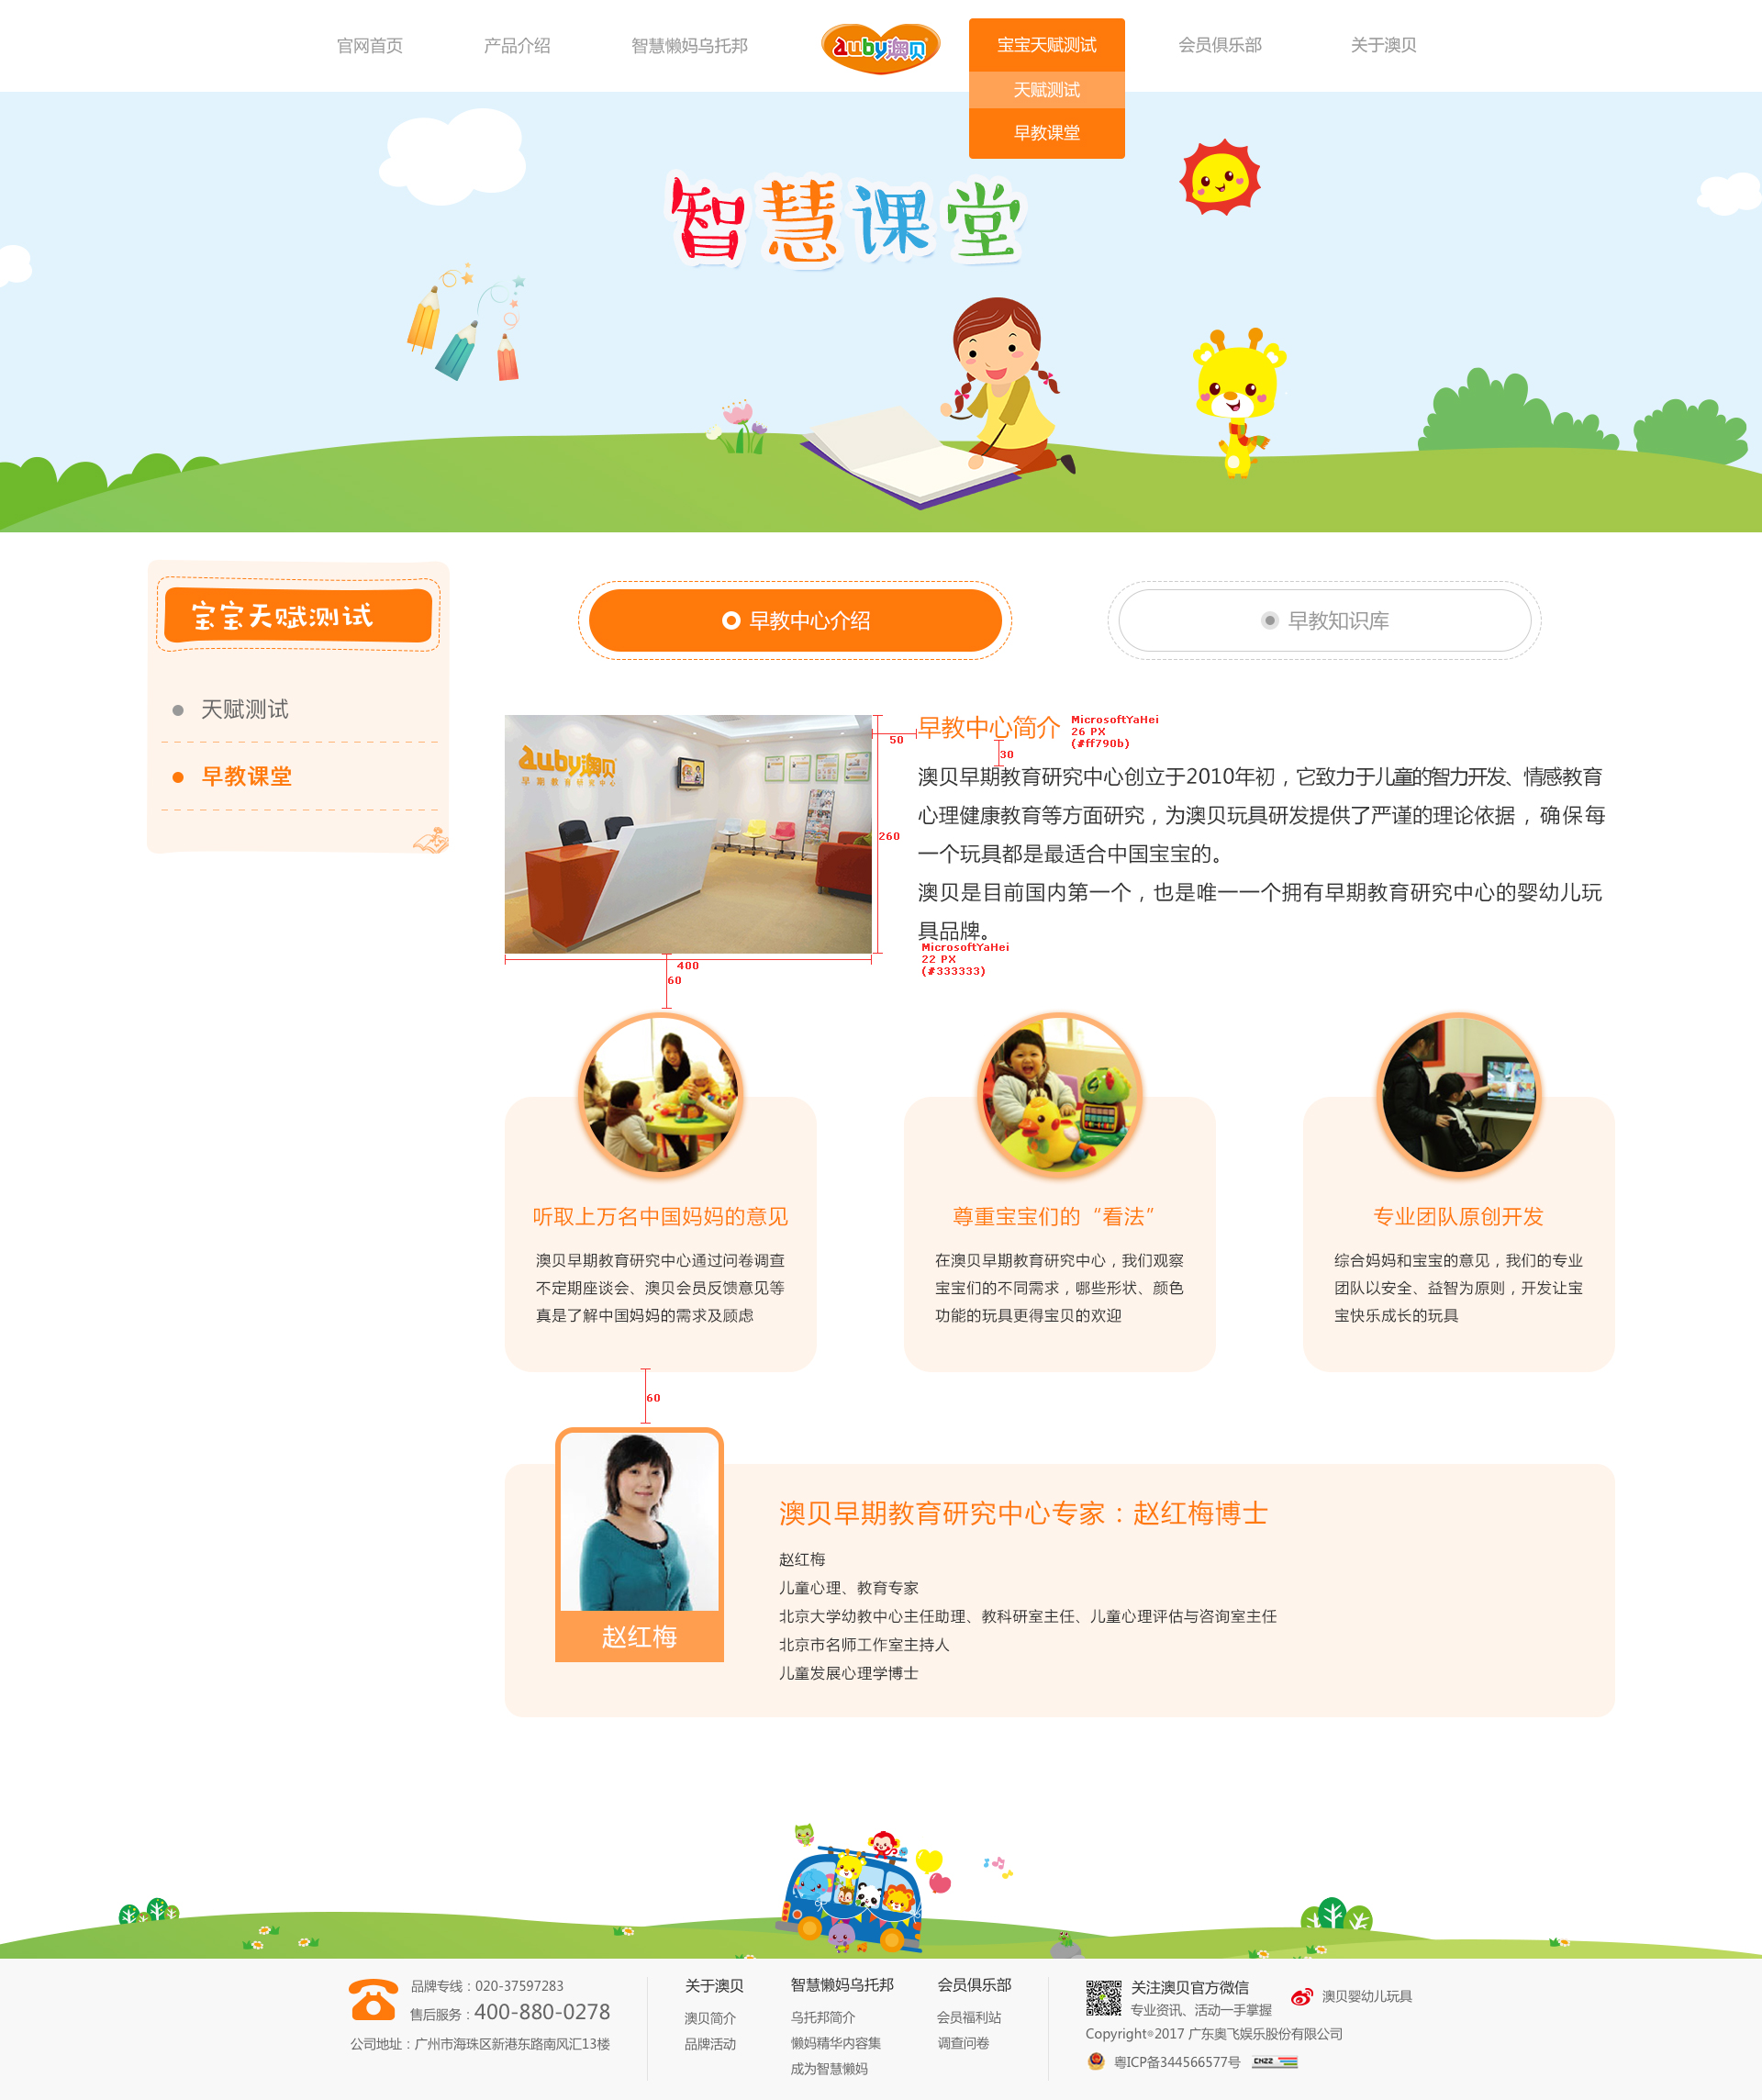 官网首页
产品介绍
智慧懒妈乌托邦
auby澳贝
宝宝天赋测试
会员俱乐部
关于澳贝
天赋测试
早教课堂
智慧课堂
宝宝天赋测试
天赋测试
早教课堂
早教中心介绍
早教知识库
auby澳贝
早期教育研究中心
50
260
400
60
早教中心简介
MicrosoftYaHei
26 PX
(#ff790b)
30
澳贝早期教育研究中心创立于2010年初，它致力于儿童的智力开发、情感教育
心理健康教育等方面研究，为澳贝玩具研发提供了严谨的理论依据，确保每
一个玩具都是最适合中国宝宝的。
澳贝是目前国内第一个，也是唯一一个拥有早期教育研究中心的婴幼儿玩
具品牌。
MicrosoftYaHei
22 PX
(#333333)
听取上万名中国妈妈的意见
澳贝早期教育研究中心通过问卷调查
不定期座谈会、澳贝会员反馈意见等
真是了解中国妈妈的需求及顾虑
尊重宝宝们的“看法”
在澳贝早期教育研究中心，我们观察
宝宝们的不同需求，哪些形状、颜色
功能的玩具更得宝贝的欢迎
专业团队原创开发
综合妈妈和宝宝的意见，我们的专业
团队以安全、益智为原则，开发让宝
宝快乐成长的玩具
60
赵红梅
澳贝早期教育研究中心专家：赵红梅博士
赵红梅
儿童心理、教育专家
北京大学幼教中心主任助理、教科研室主任、儿童心理评估与咨询室主任
北京市名师工作室主持人
儿童发展心理学博士
品牌专线：020-37597283
售后服务：400-880-0278
公司地址：广州市海珠区新港东路南风汇13楼
关于澳贝
澳贝简介
品牌活动
智慧懒妈乌托邦
乌托邦简介
懒妈精华内容集
成为智慧懒妈
会员俱乐部
会员福利站
调查问卷
关注澳贝官方微信
专业资讯、活动一手掌握
澳贝婴幼儿玩具
Copyright©2017 广东奥飞娱乐股份有限公司
粤ICP备344566577号
CNZZ